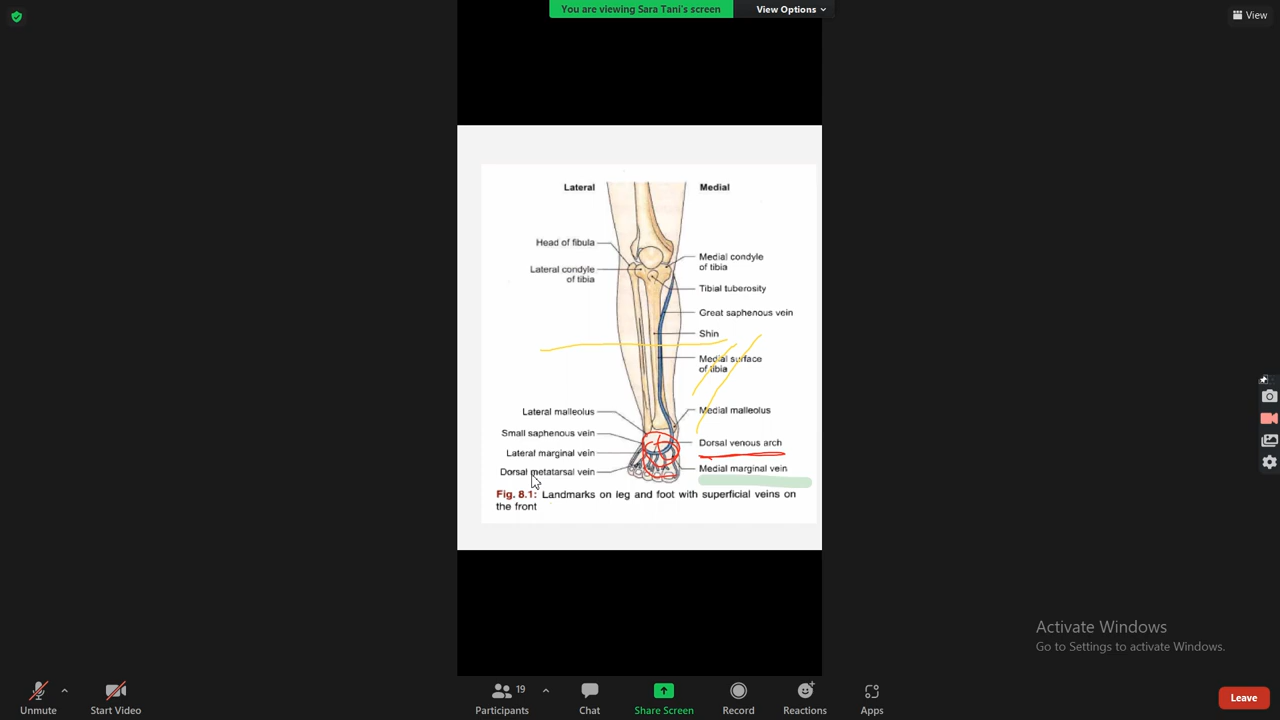 You are viewing Sara Tani's screen
View Options
View
Lateral
Medial
Head of fibula
Lateral condyle
of tibia
Medial condyle
of tibia
Tibial tuberosity
Great saphenous vein
Shin
Medial surface
of tibia
Lateral malleolus
Small saphenous vein
Lateral marginal vein
Dorsal metatarsal vein
Medial malleolus
Dorsal venous arch
Medial marginal vein
Fig. 8.1: Landmarks on leg and foot with superficial veins on
the front
Activate Windows
Go to Settings to activate Windows.
Unmute
Start Video
19
Participants
Chat
Share Screen
Record
Reactions
Apps
Leave